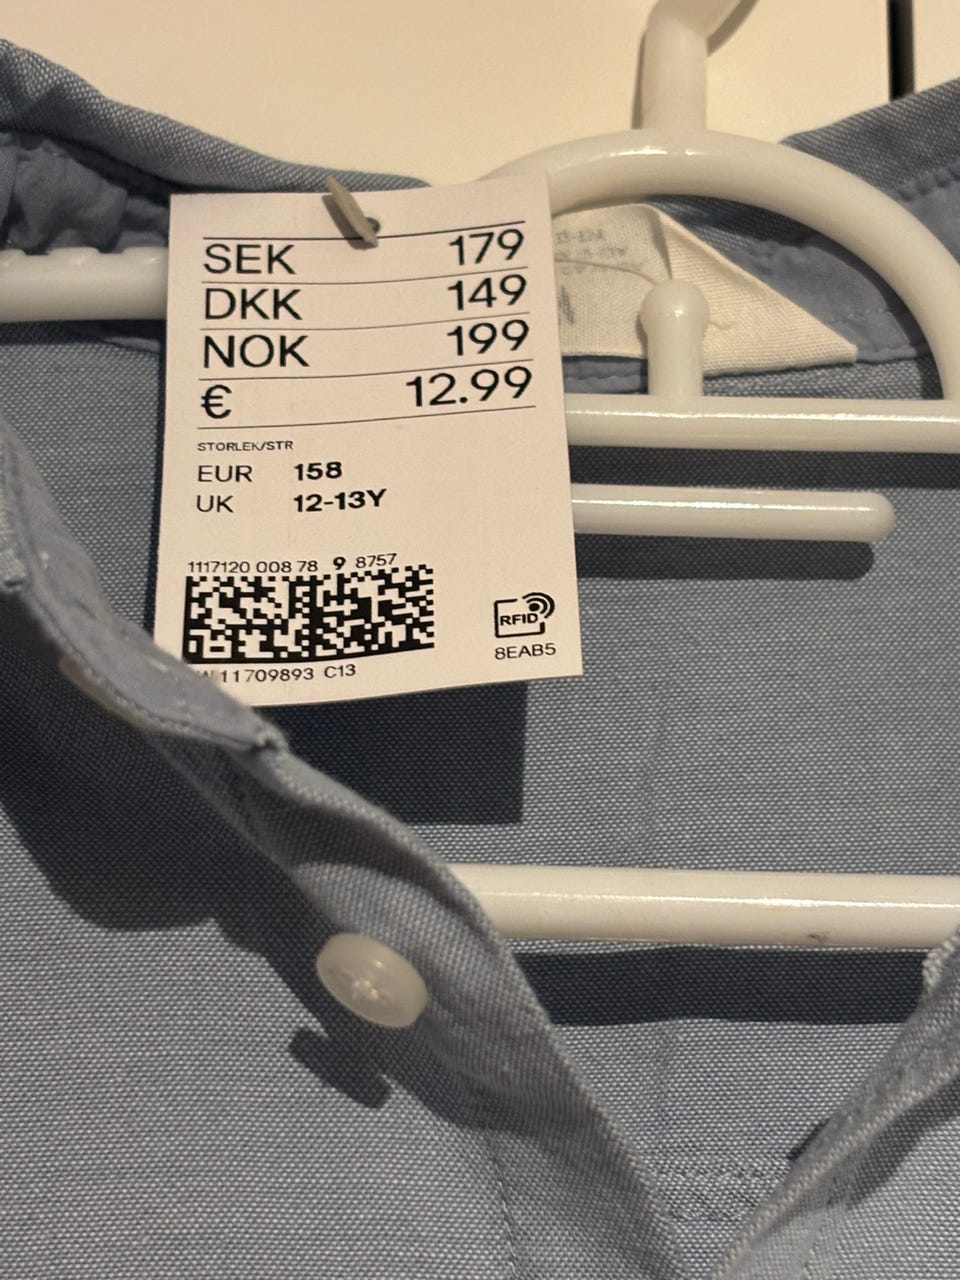 SEK 179
DKK 149
NOK 199
€ 12.99
STORLEK/STR
EUR 158
UK 12-13Y
1117120 008 78 9 8757
RFID
8EAB5
11709893 C13